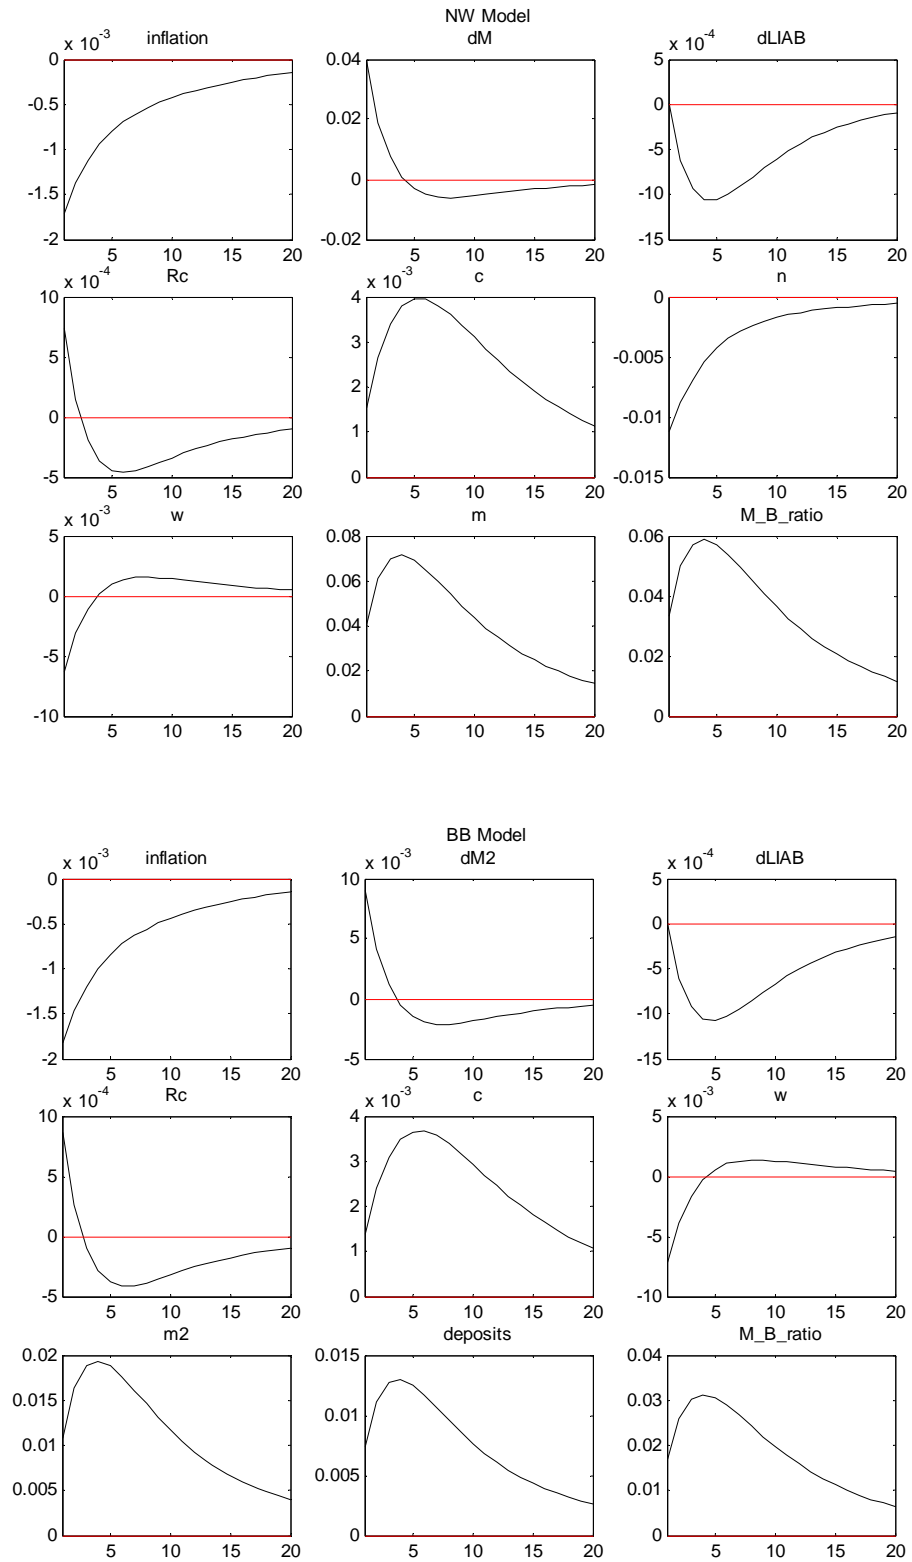 NW Model
x 10-3 inflation
dM
x 10-4 dLIAB
0
-0.5
-1
-1.5
-2
5 10 15 20
0.04
0.02
0
-0.02
5 10 15 20
5
0
-5
-10
-15
5 10 15 20
x 10-4 Rc
x 10-3 c
n
10
5
0
-5
5 10 15 20
4
3
2
1
0
5 10 15 20
0
-0.005
-0.01
-0.015
5 10 15 20
x 10-3 w
m
M_B_ratio
5
0
-5
-10
5 10 15 20
0.08
0.06
0.04
0.02
0
5 10 15 20
0.06
0.04
0.02
0
5 10 15 20
BB Model
x 10-3 inflation
x 10-3 dM2
x 10-4 dLIAB
0
-0.5
-1
-1.5
-2
5 10 15 20
10
5
0
-5
5 10 15 20
5
0
-5
-10
-15
5 10 15 20
x 10-4 Rc
x 10-3 c
x 10-3 w
10
5
0
-5
5 10 15 20
4
3
2
1
0
5 10 15 20
5
0
-5
-10
5 10 15 20
m2
deposits
M_B_ratio
0.02
0.015
0.01
0.005
0
5 10 15 20
0.015
0.01
0.005
0
5 10 15 20
0.04
0.03
0.02
0.01
0
5 10 15 20